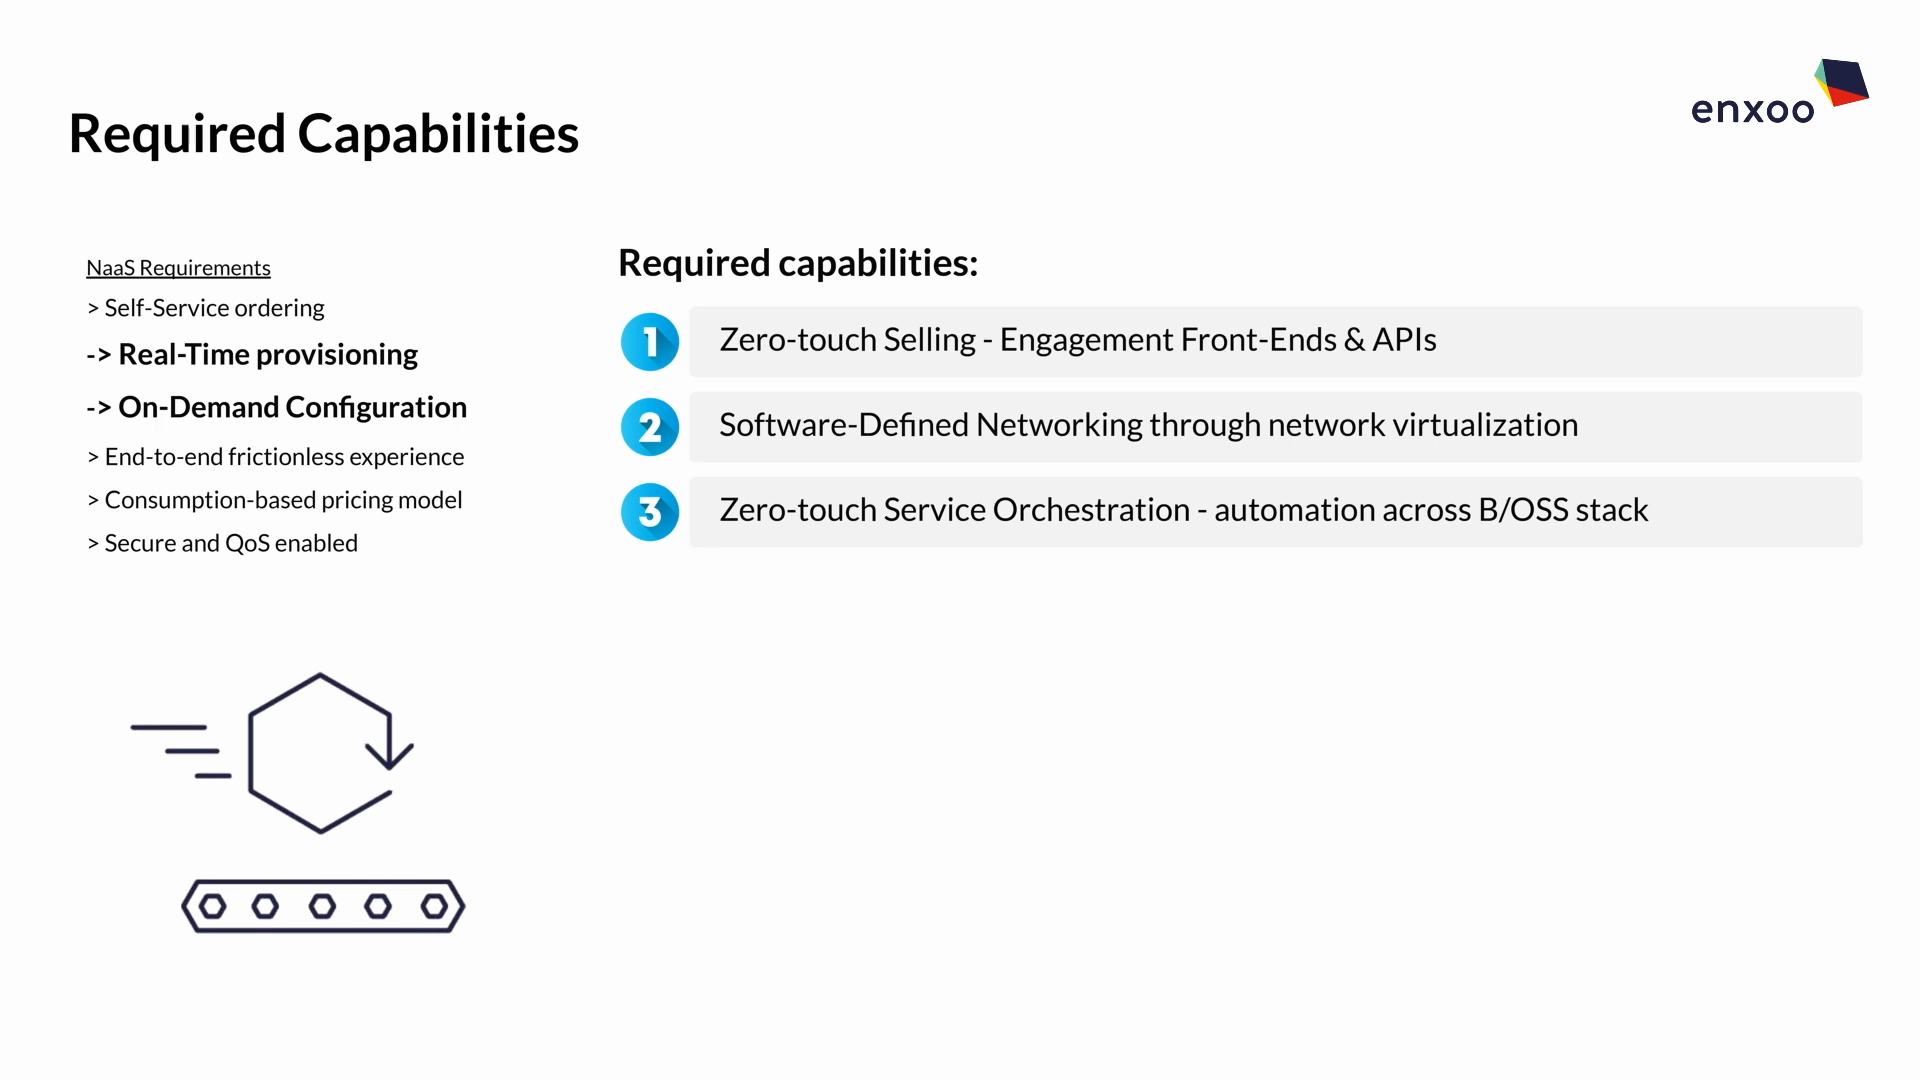 enxoo
Required Capabilities
NaaS Requirements
> Self-Service ordering
-> Real-Time provisioning
-> On-Demand Configuration
> End-to-end frictionless experience
> Consumption-based pricing model
> Secure and QoS enabled
Required capabilities:
1 Zero-touch Selling - Engagement Front-Ends & APIs
2 Software-Defined Networking through network virtualization
3 Zero-touch Service Orchestration - automation across B/OSS stack